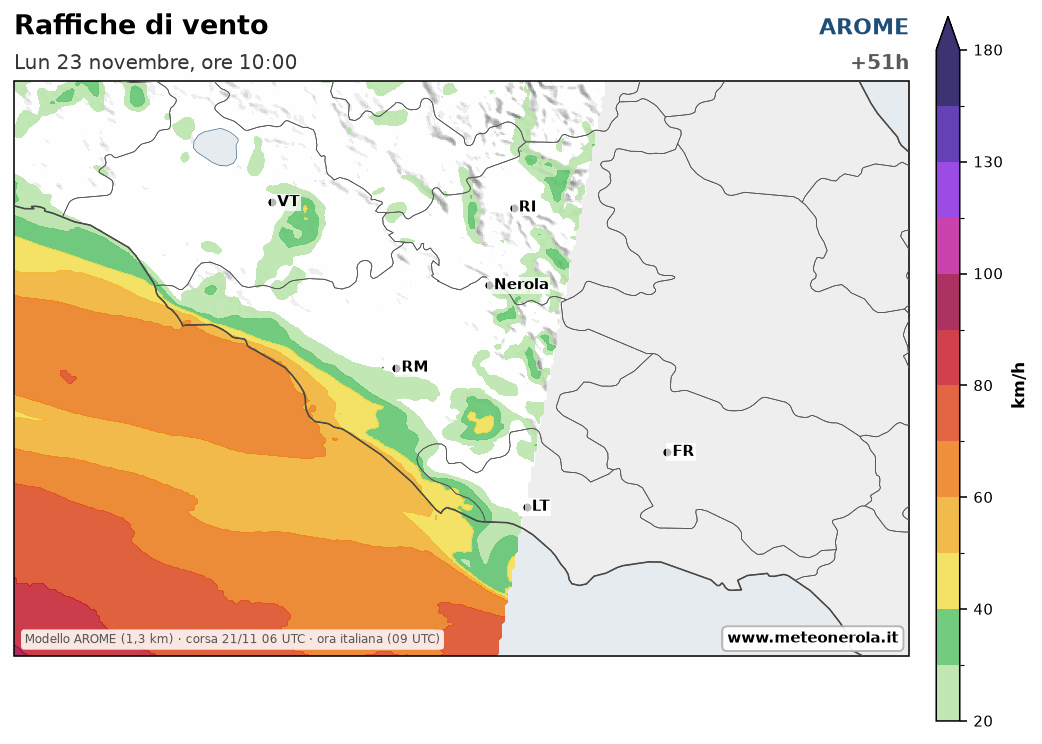 Raffiche di vento
AROME
Lun 23 novembre, ore 10:00
+51h
180
130
100
80
60
40
20
km/h
VT
RI
Nerola
RM
FR
LT
Modello AROME (1,3 km) · corsa 21/11 06 UTC · ora italiana (09 UTC)
www.meteonerola.it